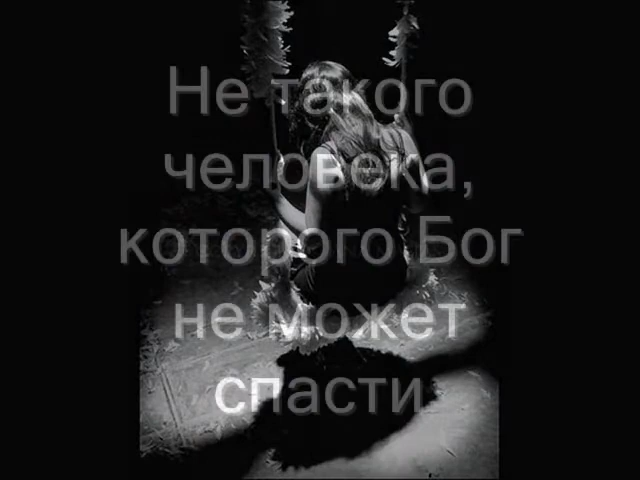 Не такого
человека,
которого Бог
не может
спасти